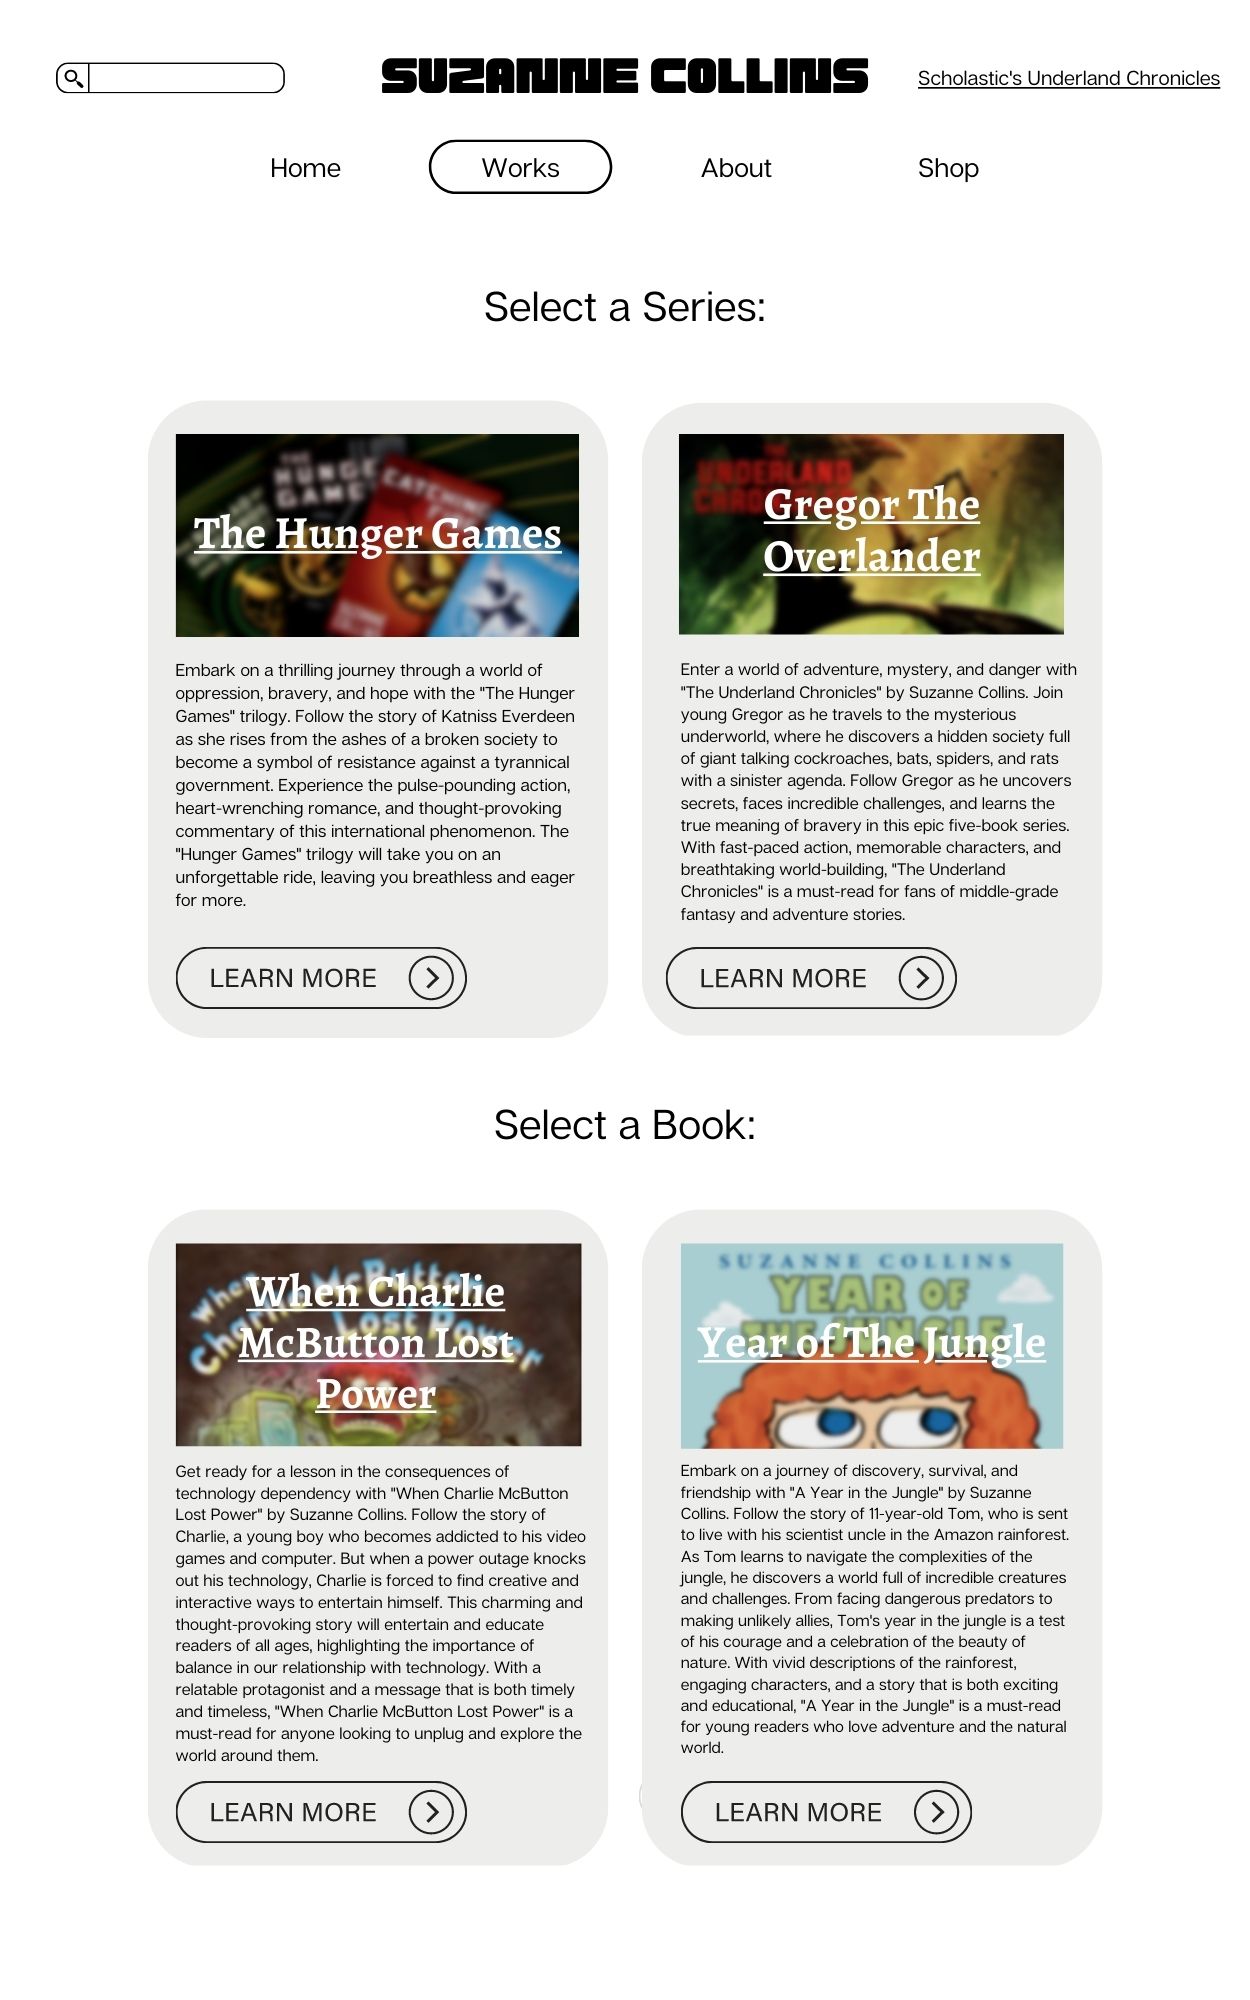 SUZANNE COLLINS
Scholastic's Underland Chronicles
Home
Works
About
Shop
Select a Series:
THE
HUNGER
GAMES
CATCHING
The Hunger Games
Embark on a thrilling journey through a world of
oppression, bravery, and hope with the "The Hunger
Games" trilogy. Follow the story of Katniss Everdeen
as she rises from the ashes of a broken society to
become a symbol of resistance against a tyrannical
government. Experience the pulse-pounding action,
heart-wrenching romance, and thought-provoking
commentary of this international phenomenon. The
"Hunger Games" trilogy will take you on an
unforgettable ride, leaving you breathless and eager
for more.
LEARN MORE
THE
UNDERLAND
Gregor The
Overlander
Enter a world of adventure, mystery, and danger with
"The Underland Chronicles" by Suzanne Collins. Join
young Gregor as he travels to the mysterious
underworld, where he discovers a hidden society full
of giant talking cockroaches, bats, spiders, and rats
with a sinister agenda. Follow Gregor as he uncovers
secrets, faces incredible challenges, and learns the
true meaning of bravery in this epic five-book series.
With fast-paced action, memorable characters, and
breathtaking world-building, "The Underland
Chronicles" is a must-read for fans of middle-grade
fantasy and adventure stories.
LEARN MORE
Select a Book:
When McButton
Charlie Lost Power
When Charlie
McButton Lost
Power
Get ready for a lesson in the consequences of
technology dependency with "When Charlie McButton
Lost Power" by Suzanne Collins. Follow the story of
Charlie, a young boy who becomes addicted to his video
games and computer. But when a power outage knocks
out his technology, Charlie is forced to find creative and
interactive ways to entertain himself. This charming and
thought-provoking story will entertain and educate
readers of all ages, highlighting the importance of
balance in our relationship with technology. With a
relatable protagonist and a message that is both timely
and timeless, "When Charlie McButton Lost Power" is a
must-read for anyone looking to unplug and explore the
world around them.
LEARN MORE
SUZANNE COLLINS
YEAR OF
THE JUNGLE
Year of The Jungle
Embark on a journey of discovery, survival, and
friendship with "A Year in the Jungle" by Suzanne
Collins. Follow the story of 11-year-old Tom, who is sent
to live with his scientist uncle in the Amazon rainforest.
As Tom learns to navigate the complexities of the
jungle, he discovers a world full of incredible creatures
and challenges. From facing dangerous predators to
making unlikely allies, Tom's year in the jungle is a test
of his courage and a celebration of the beauty of
nature. With vivid descriptions of the rainforest,
engaging characters, and a story that is both exciting
and educational, "A Year in the Jungle" is a must-read
for young readers who love adventure and the natural
world.
LEARN MORE